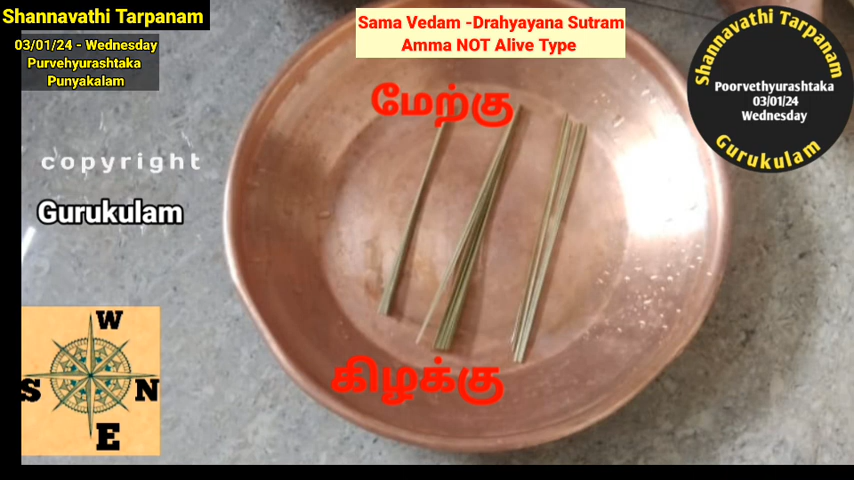 Shannavathi Tarpanam
03/01/24 - Wednesday
Purvehyurashtaka
Punyakalam
Sama Vedam -Drahyayana Sutram
Amma NOT Alive Type
Shannavathi Tarpanam
Poorvethyurashtaka
03/01/24
Wednesday
Gurukulam
மேற்கு
copyright
Gurukulam
W
S N
E
கிழக்கு